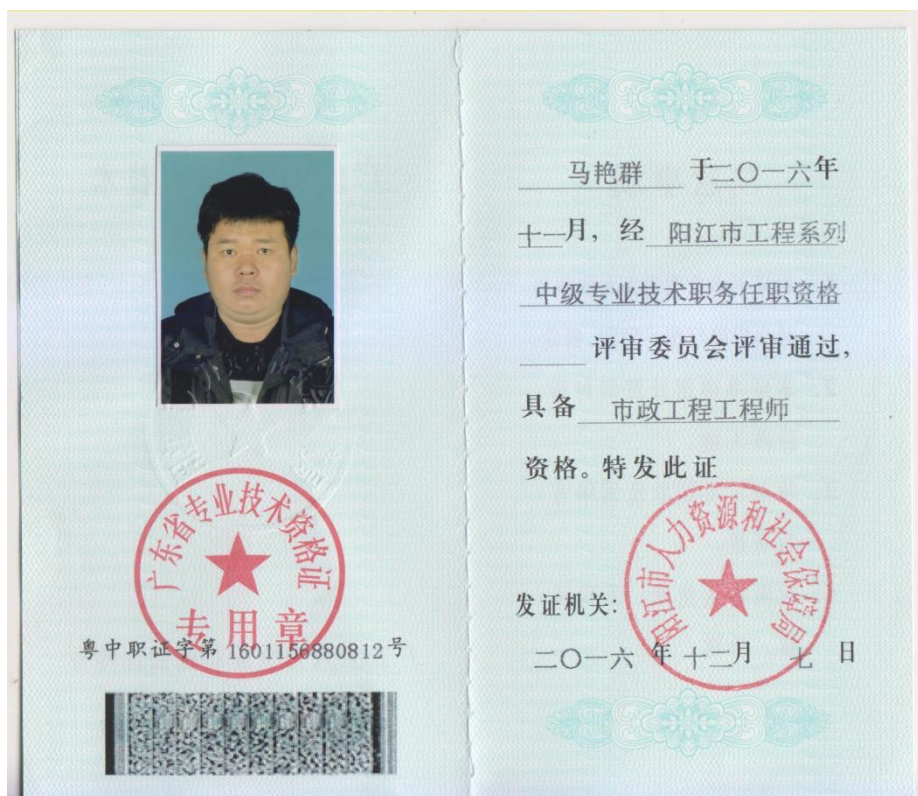 广东省专业技术资格证
专用章
粤中职证字第1601156880812号
马艳群 于二〇一六年
十一月，经 阳江市工程系列
中级专业技术职务任职资格
评审委员会评审通过，
具备 市政工程工程师
资格。特发此证
阳江市人力资源和社会保障局
发证机关：
二〇一六 年 十二月 七 日